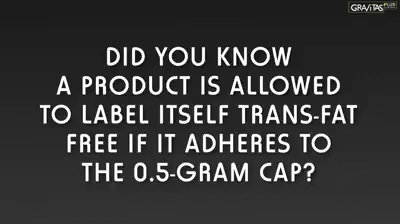 GRAVITAS PLUS
DID YOU KNOW
A PRODUCT IS ALLOWED
TO LABEL ITSELF TRANS-FAT
FREE IF IT ADHERES TO
THE 0.5-GRAM CAP?